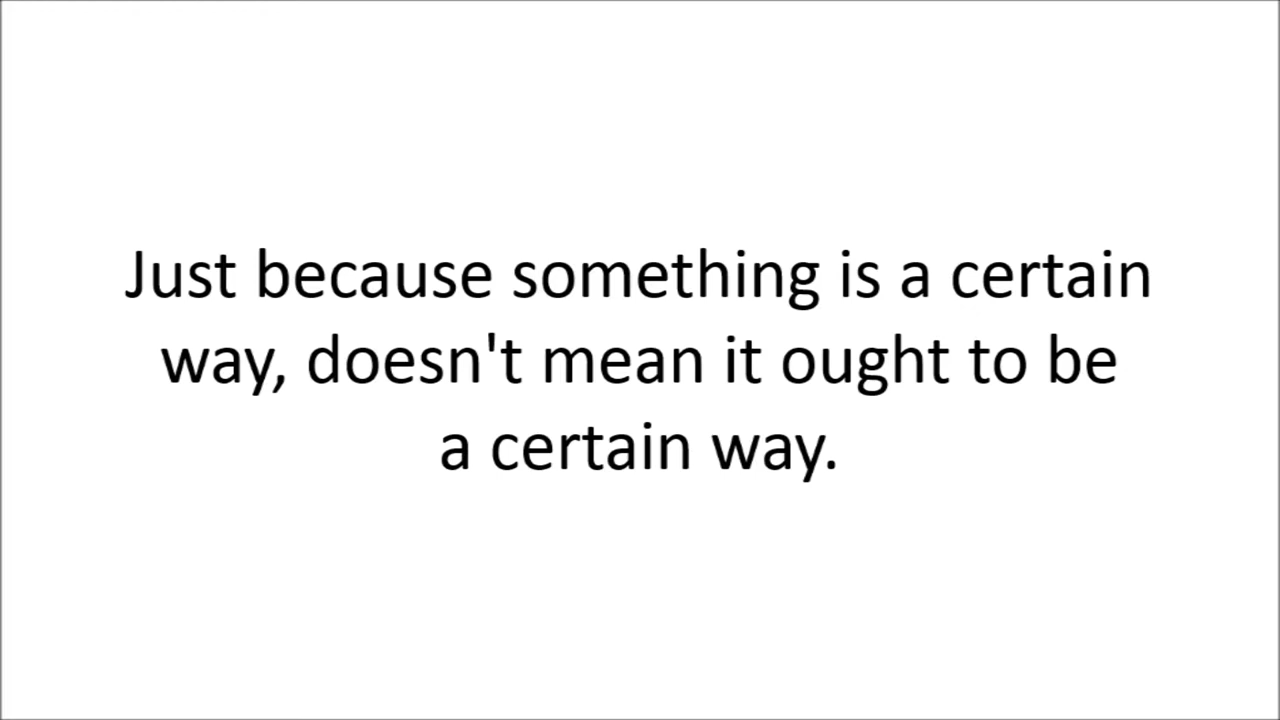 Just because something is a certain
way, doesn't mean it ought to be
a certain way.